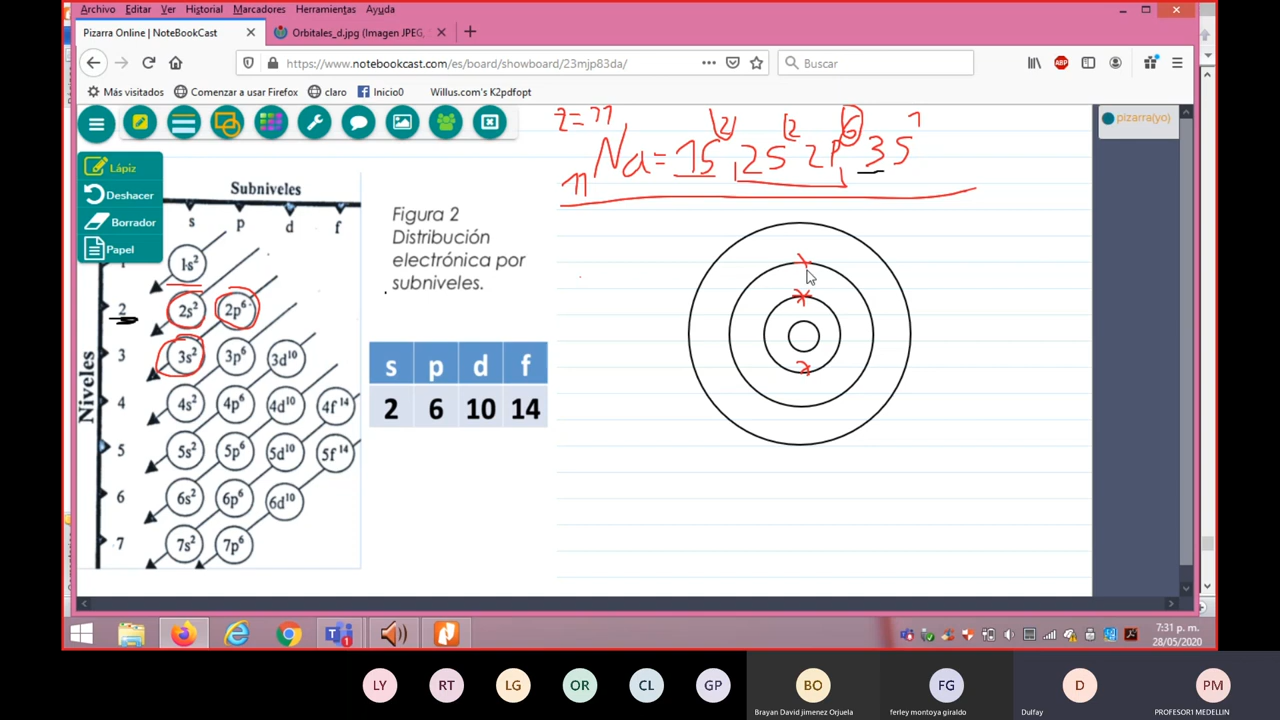 Archivo Editar Ver Historial Marcadores Herramientas Ayuda
Pizarra Online | NoteBookCast
Orbitales_d.jpg (Imagen JPEG,
https://www.notebookcast.com/es/board/showboard/23mjp83da/
Buscar
Más visitados Comenzar a usar Firefox claro Inicio0 Willus.com's K2pdfopt
ABP
pizarra(yo)
Lápiz
Deshacer
Borrador
Papel
z=11
11Na=1s² 2s² 2p⁶ 3s¹
Subniveles
s p d f
Niveles
1s²
2 2s² 2p⁶
3 3s² 3p⁶ 3d¹⁰
4 4s² 4p⁶ 4d¹⁰ 4f¹⁴
5 5s² 5p⁶ 5d¹⁰ 5f¹⁴
6 6s² 6p⁶ 6d¹⁰
7 7s² 7p⁶
Figura 2
Distribución
electrónica por
subniveles.
s p d f
2 6 10 14
7:31 p. m.
28/05/2020
LY RT LG OR CL GP BO FG D PM
Brayan David jimenez Orjuela
ferley montoya giraldo
Dulfay
PROFESOR1 MEDELLIN